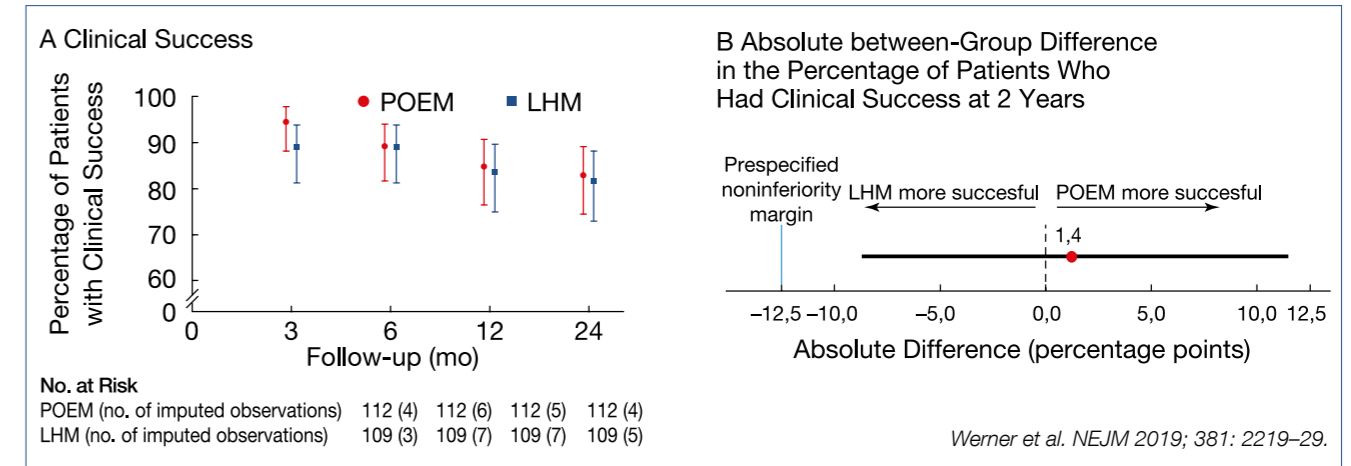 A Clinical Success
Percentage of Patients
with Clinical Success
100
90
80
70
60
0
POEM
LHM
0 3 6 12 24
Follow-up (mo)
No. at Risk
POEM (no. of imputed observations) 112 (4) 112 (6) 112 (5) 112 (4)
LHM (no. of imputed observations) 109 (3) 109 (7) 109 (7) 109 (5)
B Absolute between-Group Difference
in the Percentage of Patients Who
Had Clinical Success at 2 Years
Prespecified
noninferiority
margin
LHM more succesful
POEM more succesful
1,4
–12,5 –10,0 –5,0 0,0 5,0 10,0 12,5
Absolute Difference (percentage points)
Werner et al. NEJM 2019; 381: 2219–29.